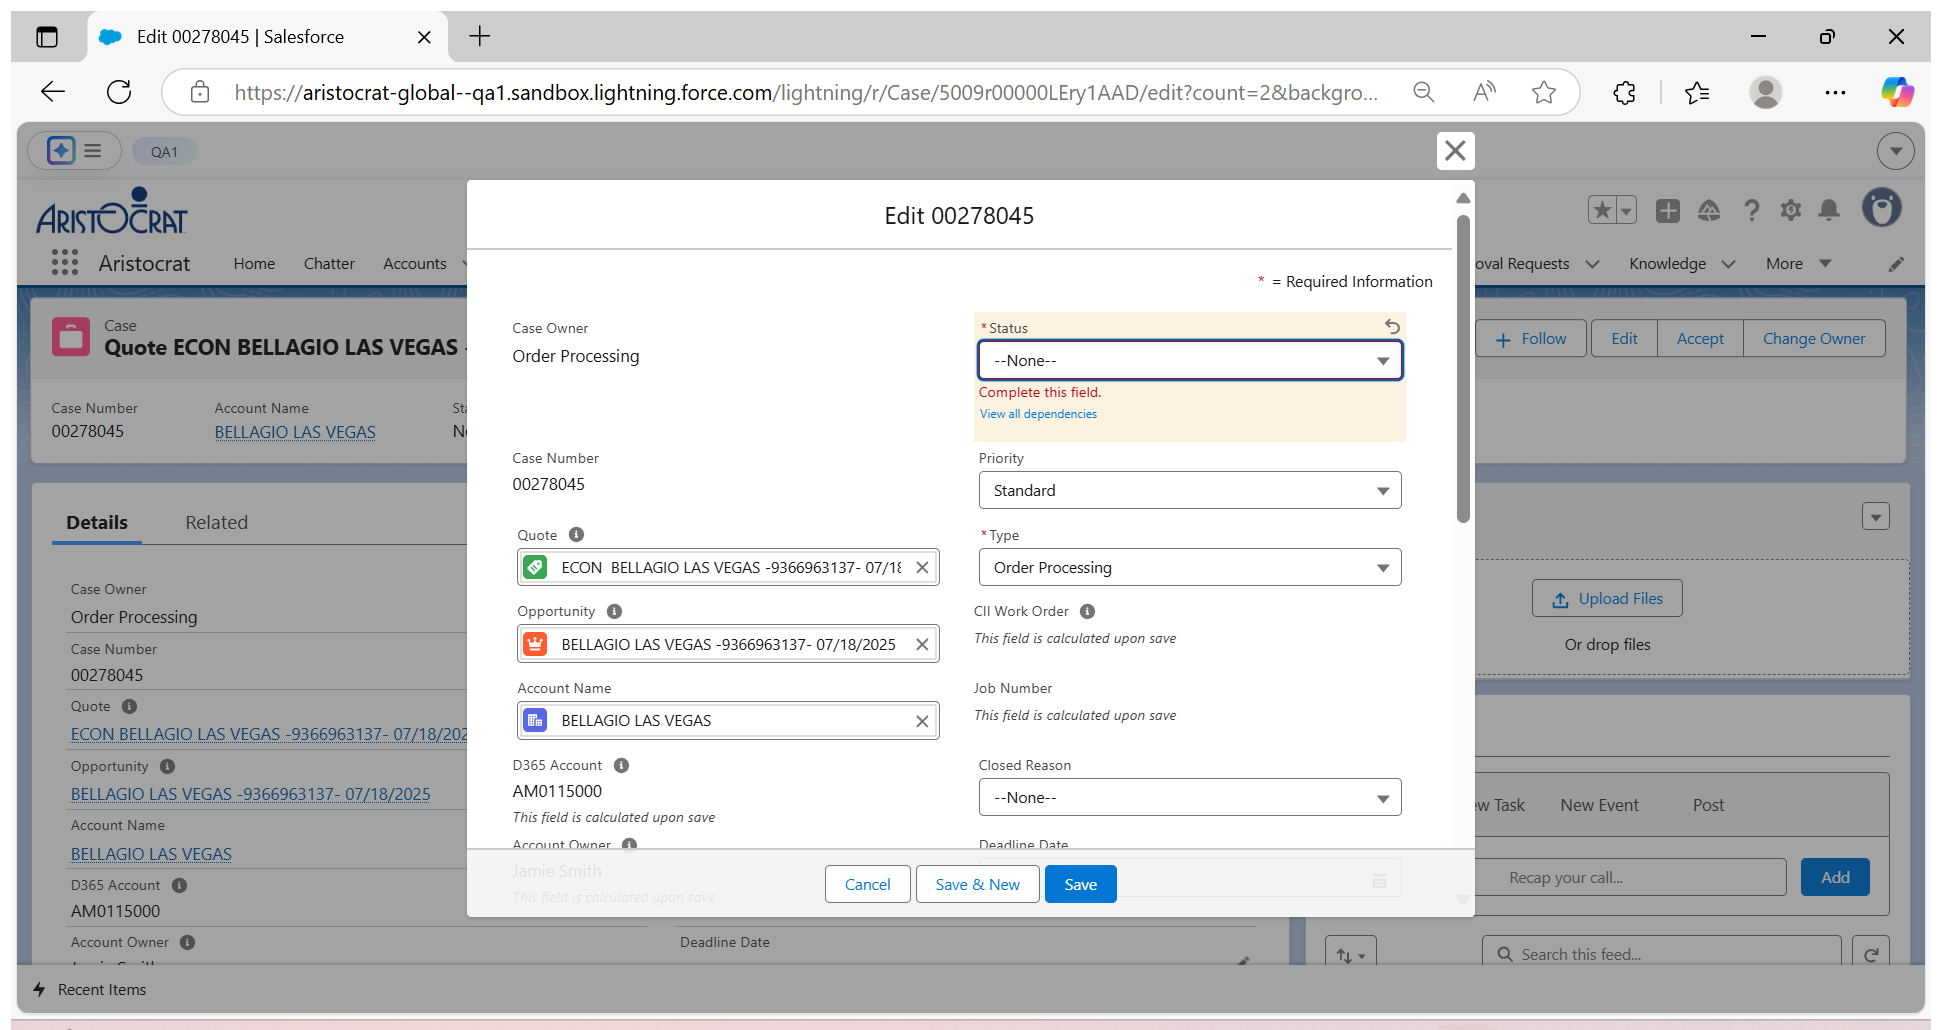 Edit 00278045 | Salesforce
https://aristocrat-global--qa1.sandbox.lightning.force.com/lightning/r/Case/5009r00000LEry1AAD/edit?count=2&backgro...
QA1
ARISTOCRAT
Aristocrat
Home
Chatter
Accounts
oval Requests
Knowledge
More
Case
Quote ECON BELLAGIO LAS VEGAS -
Follow
Edit
Accept
Change Owner
Case Number
00278045
Account Name
BELLAGIO LAS VEGAS
Details
Related
Case Owner
Order Processing
Case Number
00278045
Quote
ECON BELLAGIO LAS VEGAS -9366963137- 07/18/202
Opportunity
BELLAGIO LAS VEGAS -9366963137- 07/18/2025
Account Name
BELLAGIO LAS VEGAS
D365 Account
AM0115000
Account Owner
Deadline Date
Edit 00278045
* = Required Information
Case Owner
Order Processing
*Status
--None--
Complete this field.
View all dependencies
Case Number
00278045
Priority
Standard
Quote
ECON BELLAGIO LAS VEGAS -9366963137- 07/18
*Type
Order Processing
Opportunity
BELLAGIO LAS VEGAS -9366963137- 07/18/2025
CII Work Order
This field is calculated upon save
Account Name
BELLAGIO LAS VEGAS
Job Number
This field is calculated upon save
D365 Account
AM0115000
This field is calculated upon save
Closed Reason
--None--
Account Owner
Jamie Smith
This field is calculated upon save
Deadline Date
Cancel
Save & New
Save
Upload Files
Or drop files
w Task
New Event
Post
Recap your call...
Add
Search this feed...
Recent Items